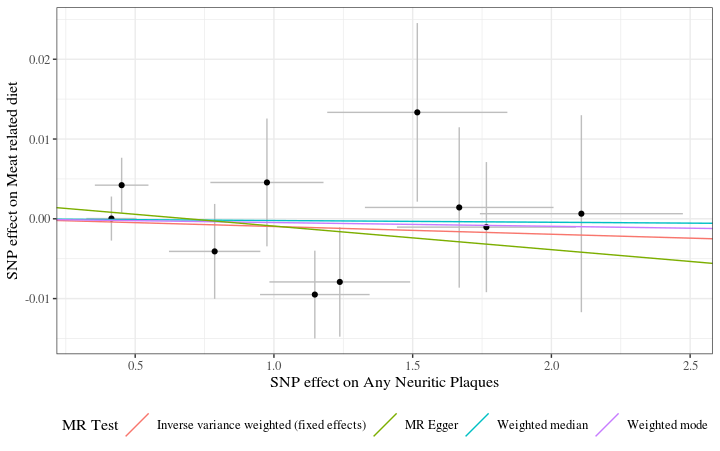 SNP effect on Meat related diet
0.02
0.01
0.00
-0.01
0.5 1.0 1.5 2.0 2.5
SNP effect on Any Neuritic Plaques
MR Test Inverse variance weighted (fixed effects) MR Egger Weighted median Weighted mode